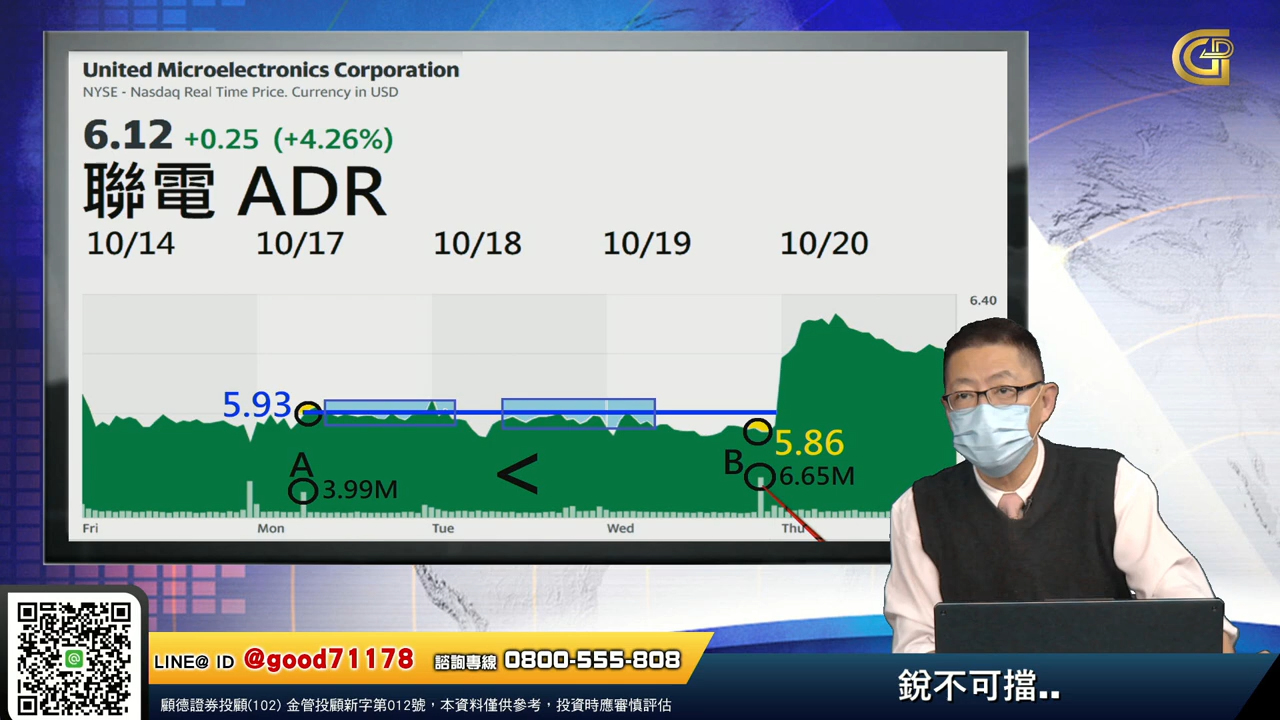 United Microelectronics Corporation
NYSE - Nasdaq Real Time Price. Currency in USD
6.12 +0.25 (+4.26%)
聯電 ADR
10/14 10/17 10/18 10/19 10/20
6.40
5.93
5.86
A
B
<
3.99M
6.65M
Fri Mon Tue Wed Thu
LINE@ ID @good71178 諮詢專線 0800-555-808
顧德證券投顧(102) 金管投顧新字第012號，本資料僅供參考，投資時應審慎評估
銳不可擋..